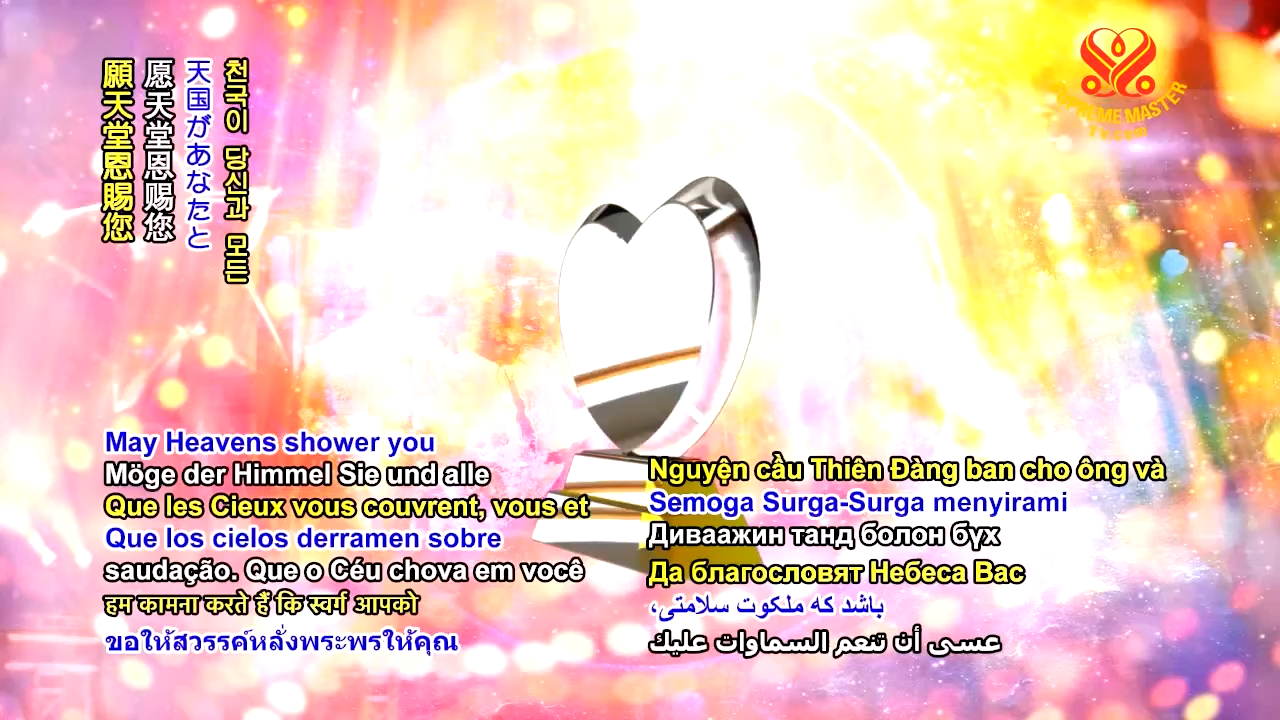 願天堂恩賜您
愿天堂恩赐您
天国があなたと
천국이 당신과 모든
SUPREME MASTER
TV.COM
May Heavens shower you
Möge der Himmel Sie und alle
Que les Cieux vous couvrent, vous et
Que los cielos derramen sobre
saudação. Que o Céu chova em você
हम कामना करते हैं कि स्वर्ग आपको
ขอให้สวรรค์หลั่งพระพรให้คุณ
Nguyện cầu Thiên Đàng ban cho ông và
Semoga Surga-Surga menyirami
Диваажин танд болон бүх
Да благословят Небеса Вас
باشد که ملکوت سلامتی،
عسى أن تنعم السماوات عليك